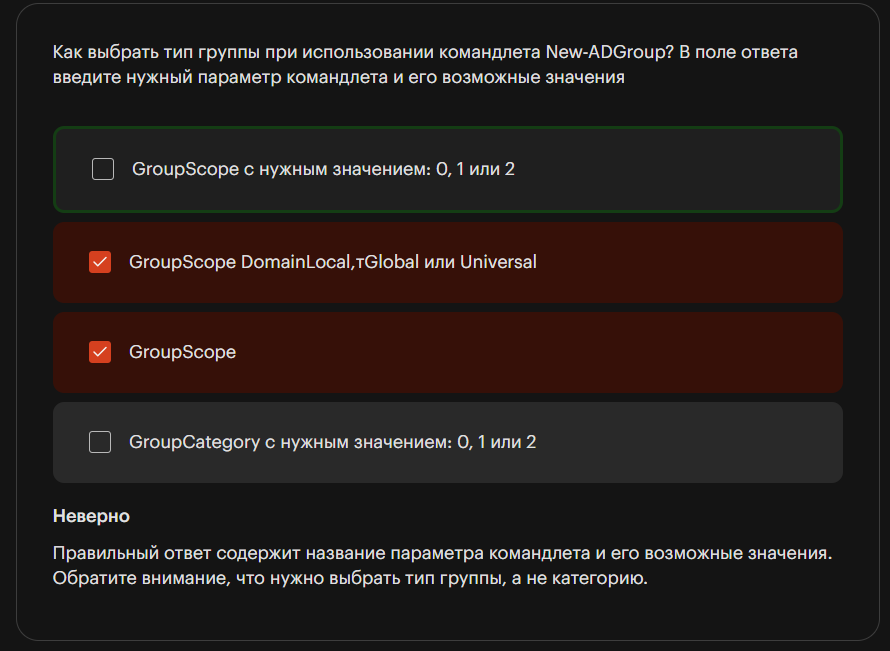 Как выбрать тип группы при использовании командлета New-ADGroup? В поле ответа
введите нужный параметр командлета и его возможные значения
GroupScope с нужным значением: 0, 1 или 2
GroupScope DomainLocal,тGlobal или Universal
GroupScope
GroupCategory с нужным значением: 0, 1 или 2
Неверно
Правильный ответ содержит название параметра командлета и его возможные значения.
Обратите внимание, что нужно выбрать тип группы, а не категорию.